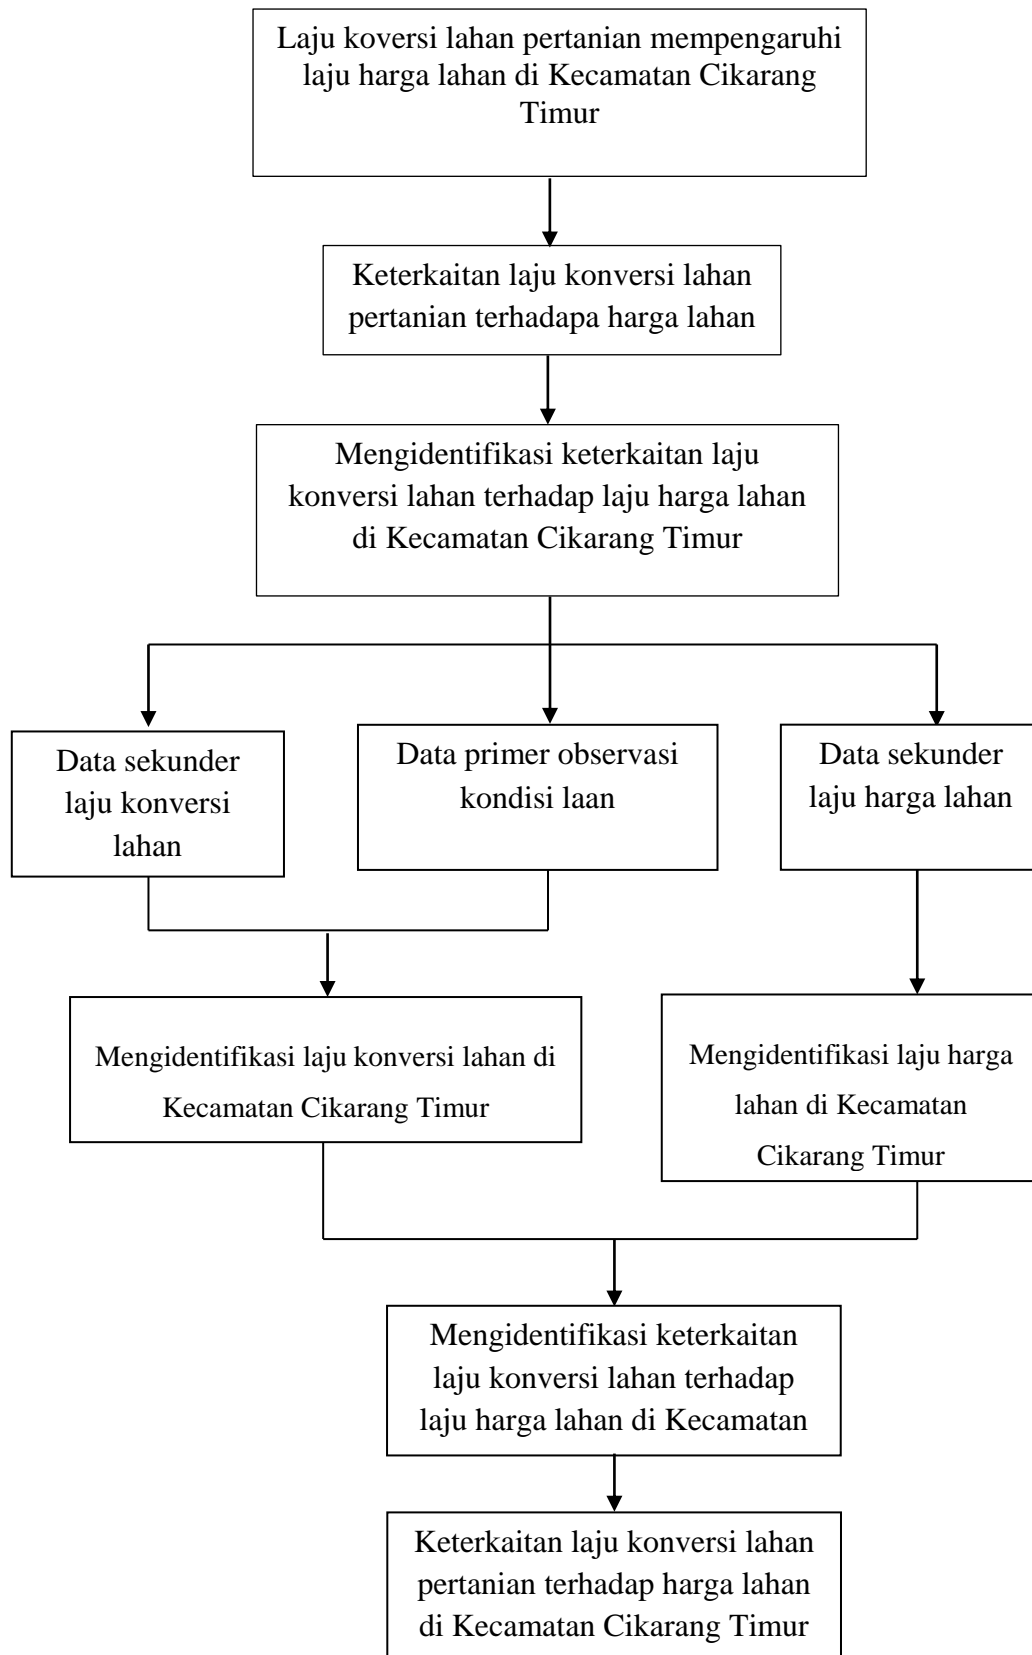 Laju koversi lahan pertanian mempengaruhi
laju harga lahan di Kecamatan Cikarang
Timur
Keterkaitan laju konversi lahan
pertanian terhadapa harga lahan
Mengidentifikasi keterkaitan laju
konversi lahan terhadap laju harga lahan
di Kecamatan Cikarang Timur
Data sekunder
laju konversi
lahan
Data primer observasi
kondisi laan
Data sekunder
laju harga lahan
Mengidentifikasi laju konversi lahan di
Kecamatan Cikarang Timur
Mengidentifikasi laju harga
lahan di Kecamatan
Cikarang Timur
Mengidentifikasi keterkaitan
laju konversi lahan terhadap
laju harga lahan di Kecamatan
Keterkaitan laju konversi lahan
pertanian terhadap harga lahan
di Kecamatan Cikarang Timur